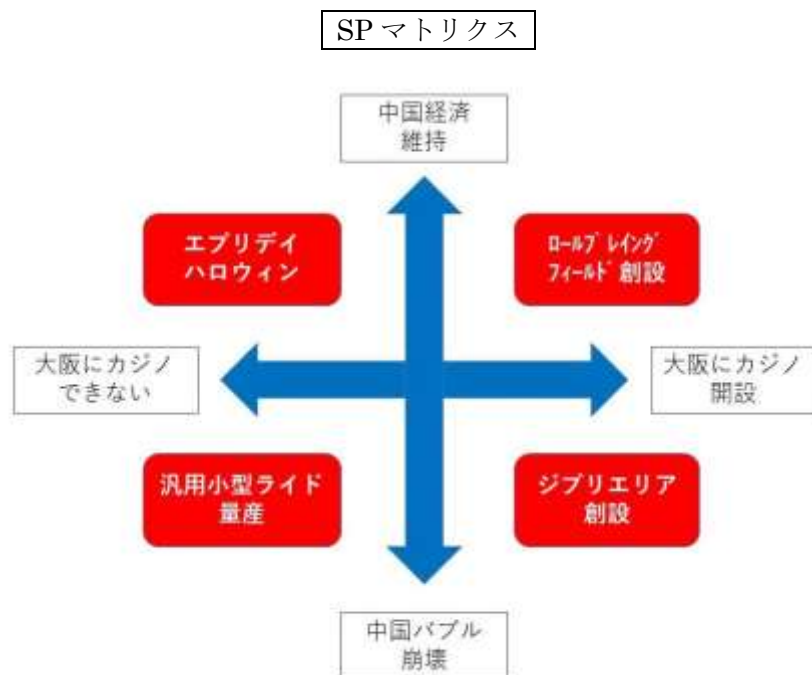 SP マトリクス
中国経済
維持
エブリデイ
ハロウィン
ﾛｰﾙﾌﾟﾚｲﾝｸﾞ
ﾌｨｰﾙﾄﾞ創設
大阪にカジノ
できない
大阪にカジノ
開設
汎用小型ライド
量産
ジブリエリア
創設
中国バブル
崩壊